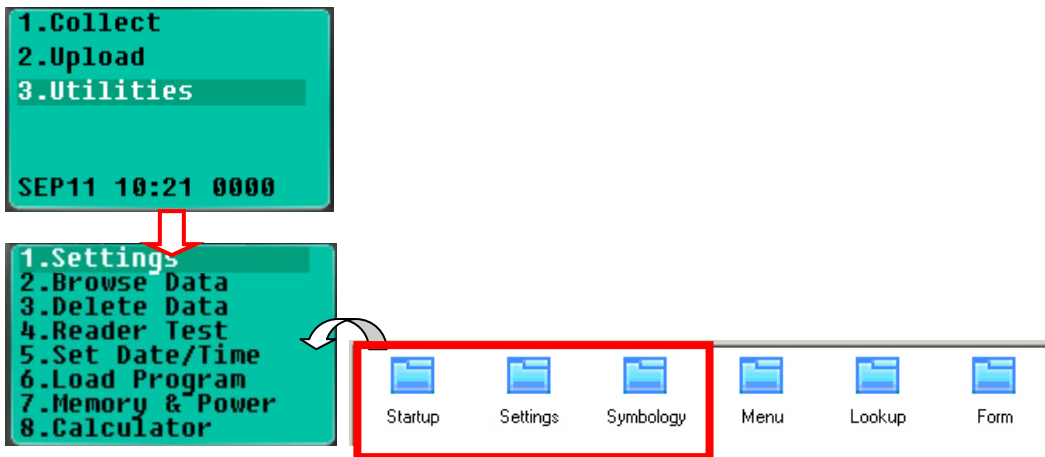 1.Collect
2.Upload
3.Utilities
SEP11 10:21 0000
1.Settings
2.Browse Data
3.Delete Data
4.Reader Test
5.Set Date/Time
6.Load Program
7.Memory & Power
8.Calculator
Startup Settings Symbology Menu Lookup Form